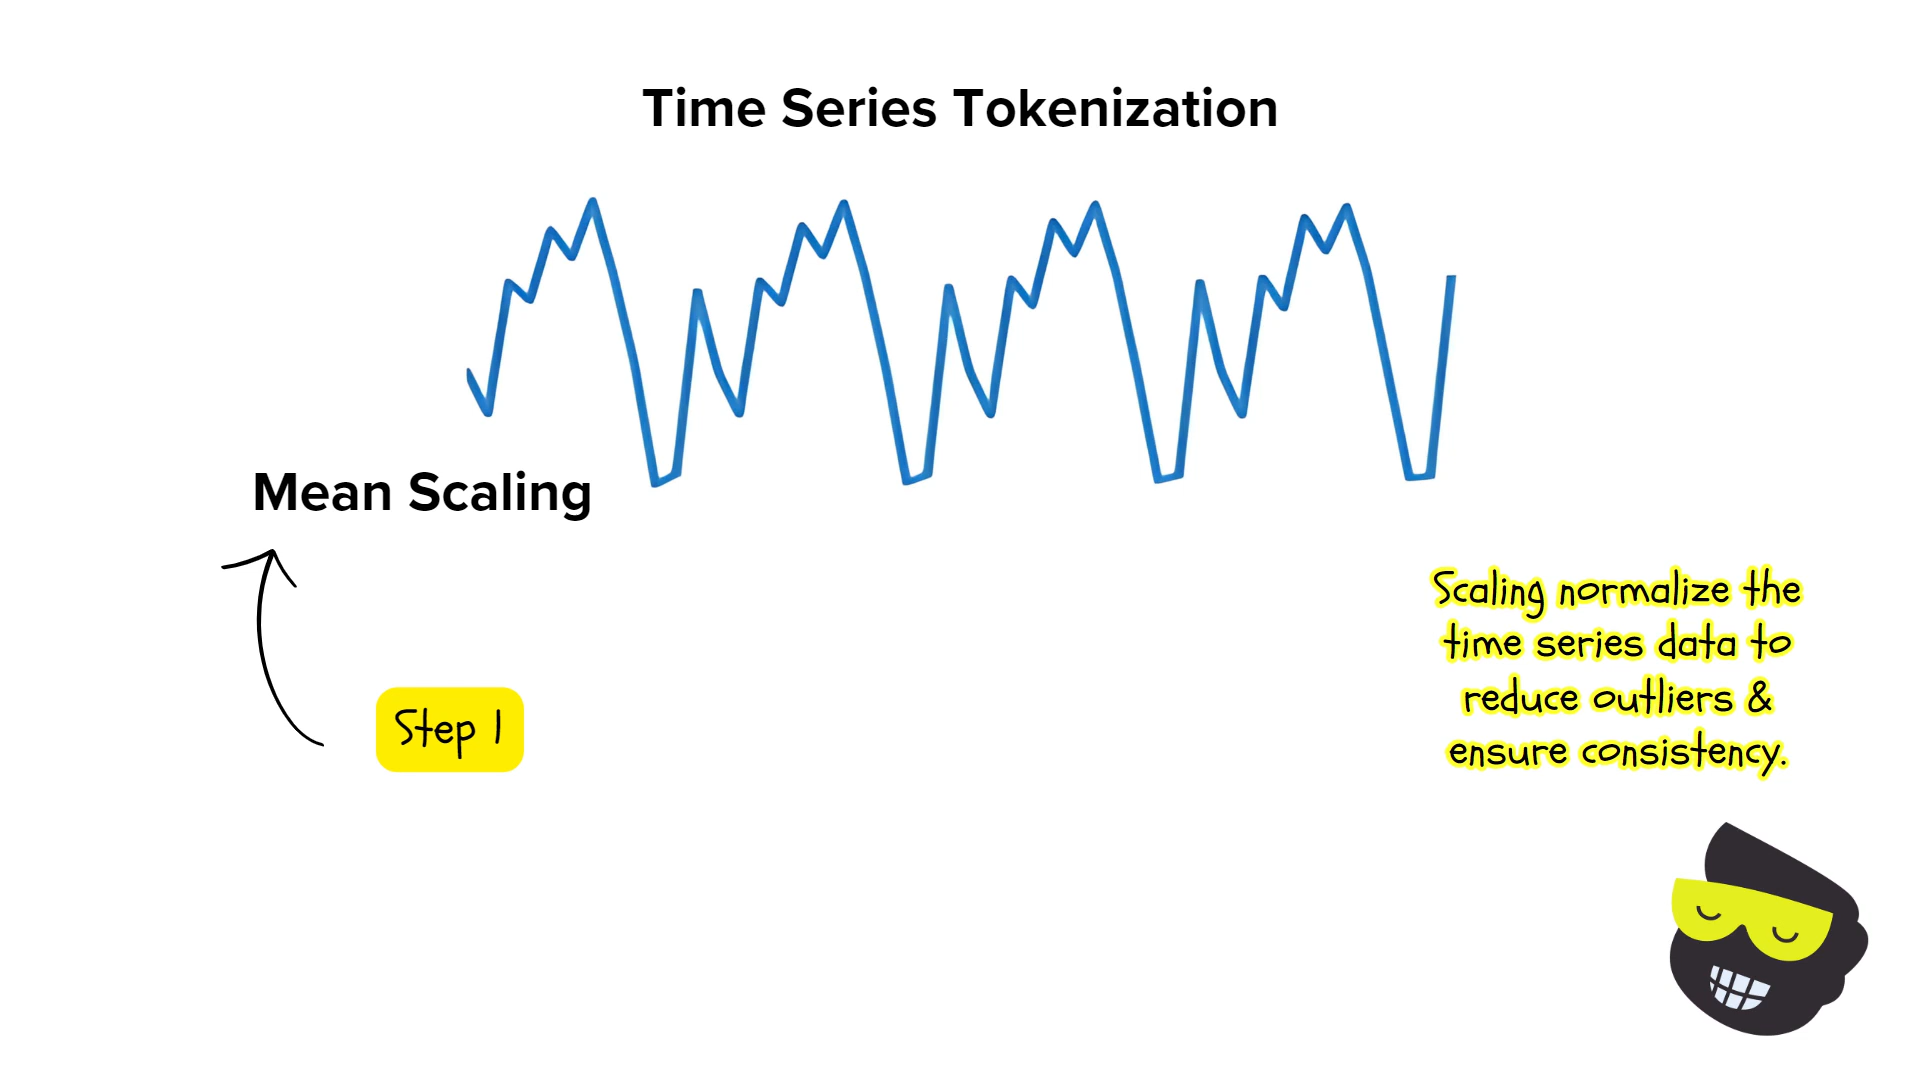 Time Series Tokenization
Mean Scaling
Step 1
Scaling normalize the
time series data to
reduce outliers &
ensure consistency.